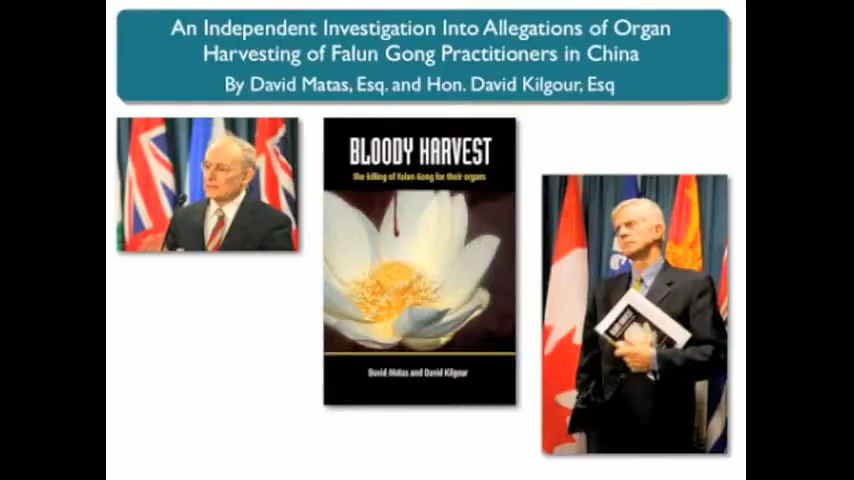 An Independent Investigation Into Allegations of Organ
Harvesting of Falun Gong Practitioners in China
By David Matas, Esq. and Hon. David Kilgour, Esq
BLOODY HARVEST
The killing of Falun Gong for their organs
David Matas and David Kilgour
BLOODY HARVEST